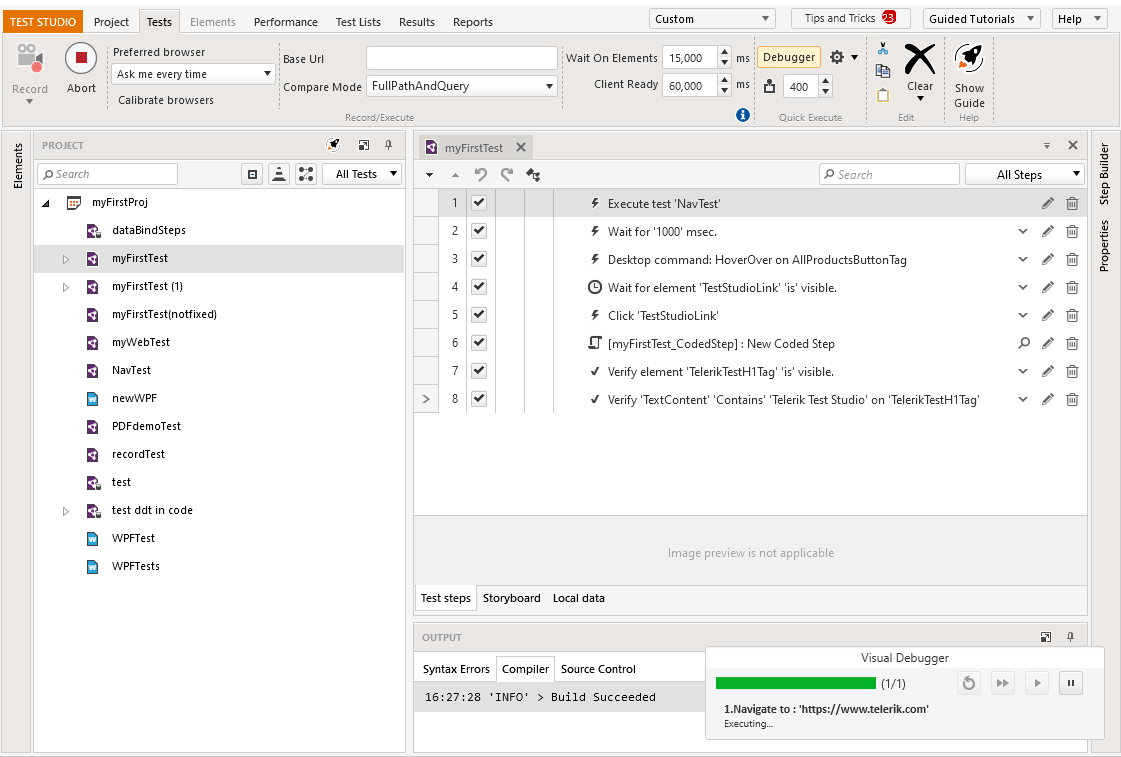 TEST STUDIO Project Tests Elements Performance Test Lists Results Reports Custom Tips and Tricks 23 Guided Tutorials Help
Record
Abort
Preferred browser
Ask me every time
Calibrate browsers
Base Url
Compare Mode FullPathAndQuery
Record/Execute
Wait On Elements 15,000 ms
Client Ready 60,000 ms
Debugger
400
Quick Execute
Clear
Edit
Show
Guide
Help
Elements
PROJECT
Search All Tests
myFirstProj
dataBindSteps
myFirstTest
myFirstTest (1)
myFirstTest(notfixed)
myWebTest
NavTest
newWPF
PDFdemoTest
recordTest
test
test ddt in code
WPFTest
WPFTests
myFirstTest
Search All Steps
1 Execute test 'NavTest'
2 Wait for '1000' msec.
3 Desktop command: HoverOver on AllProductsButtonTag
4 Wait for element 'TestStudioLink' 'is' visible.
5 Click 'TestStudioLink'
6 [myFirstTest_CodedStep] : New Coded Step
7 Verify element 'TelerikTestH1Tag' 'is' visible.
8 Verify 'TextContent' 'Contains' 'Telerik Test Studio' on 'TelerikTestH1Tag'
Image preview is not applicable
Test steps Storyboard Local data
OUTPUT
Syntax Errors Compiler Source Control
16:27:28 'INFO' > Build Succeeded
Visual Debugger
(1/1)
1.Navigate to : 'https://www.telerik.com'
Executing...
Step Builder
Properties